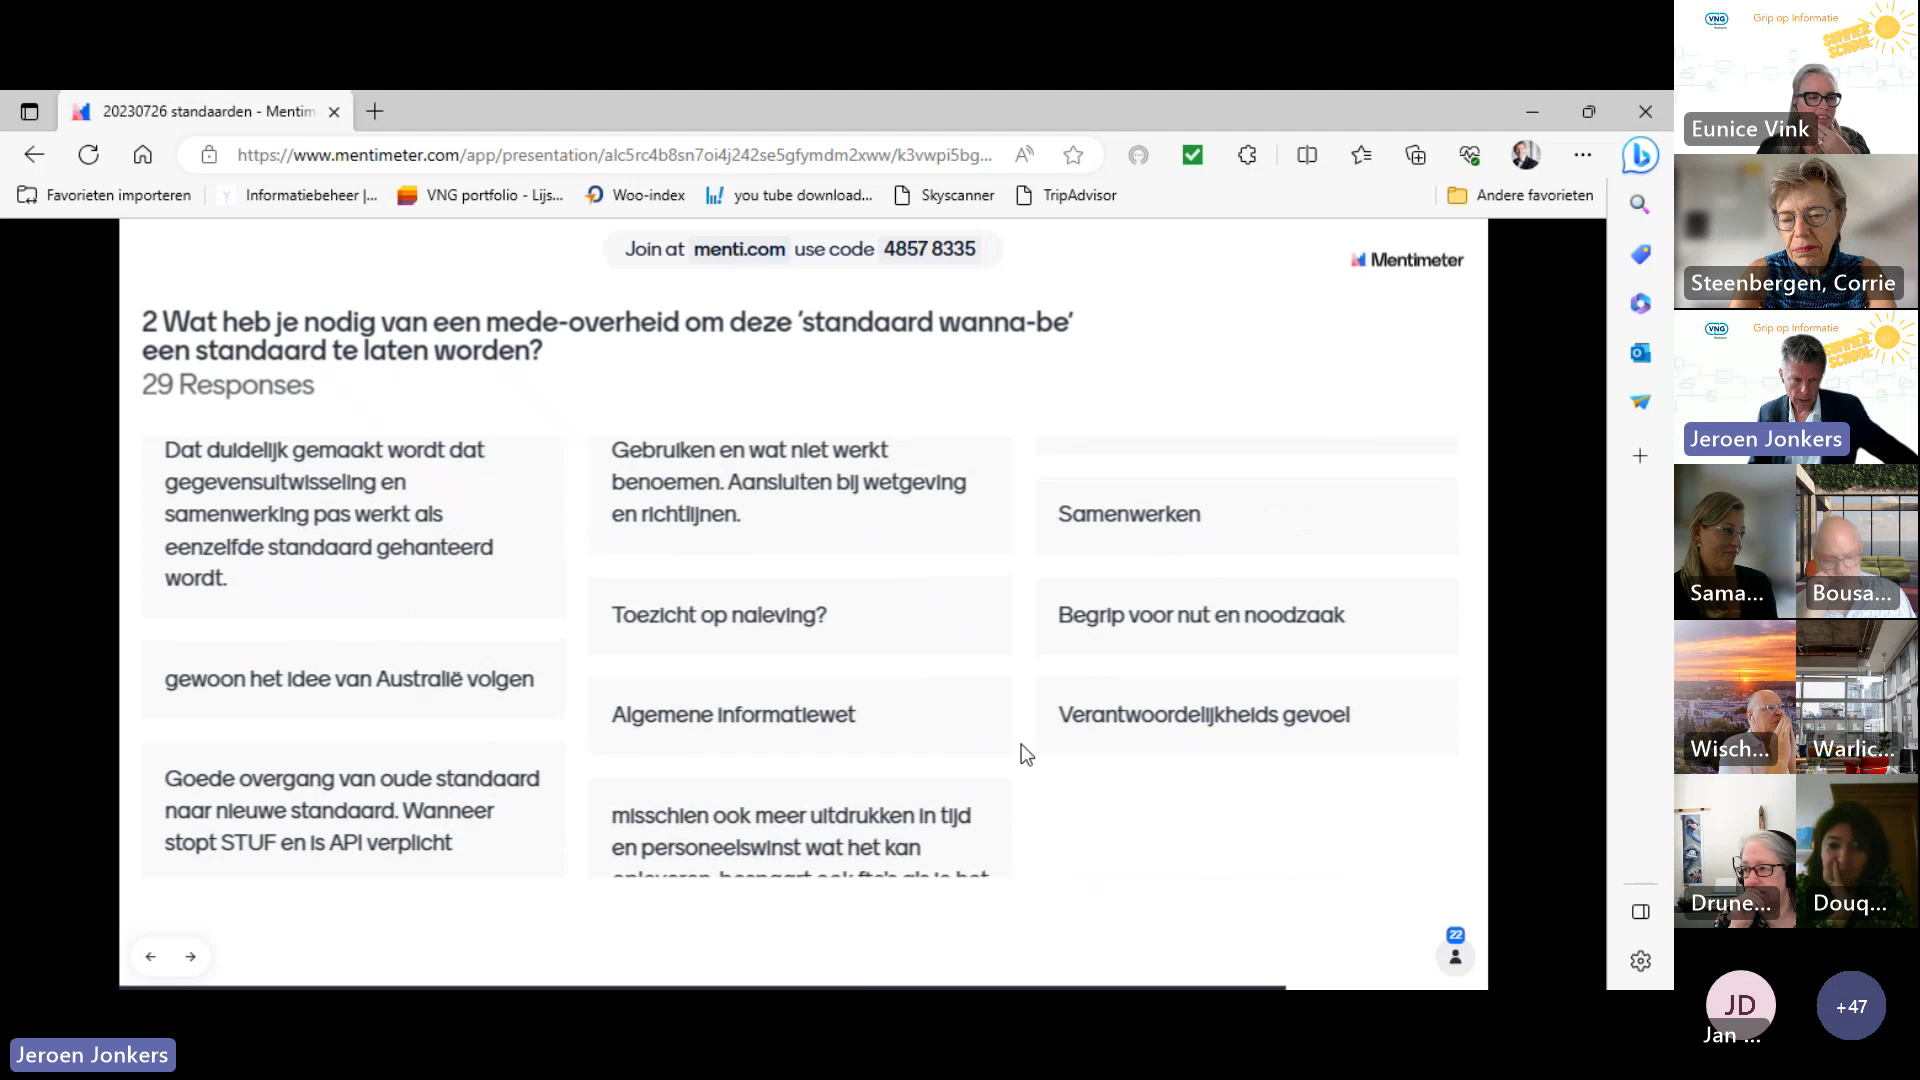 20230726 standaarden - Mentim
https://www.mentimeter.com/app/presentation/alc5rc4b8sn7oi4j242se5gfymdm2xww/k3vwpi5bg...
Favorieten importeren
Informatiebeheer |...
VNG portfolio - Lijs...
Woo-index
you tube download...
Skyscanner
TripAdvisor
Andere favorieten
Join at menti.com use code 4857 8335
Mentimeter
2 Wat heb je nodig van een mede-overheid om deze 'standaard wanna-be'
een standaard te laten worden?
29 Responses
Dat duidelijk gemaakt wordt dat
gegevensuitwisseling en
samenwerking pas werkt als
eenzelfde standaard gehanteerd
wordt.
gewoon het idee van Australië volgen
Goede overgang van oude standaard
naar nieuwe standaard. Wanneer
stopt STUF en is API verplicht
Gebruiken en wat niet werkt
benoemen. Aansluiten bij wetgeving
en richtlijnen.
Toezicht op naleving?
Algemene informatiewet
misschien ook meer uitdrukken in tijd
en personeelswinst wat het kan
Samenwerken
Begrip voor nut en noodzaak
Verantwoordelijkheids gevoel
22
Jeroen Jonkers
VNG
Grip op Informatie
SUMMER
SCHOOL
Eunice Vink
Steenbergen, Corrie
VNG
Grip op Informatie
SUMMER
SCHOOL
Jeroen Jonkers
Sama...
Bousa...
Wisch...
Warlic...
Drune...
Douq...
JD
Jan ...
+47